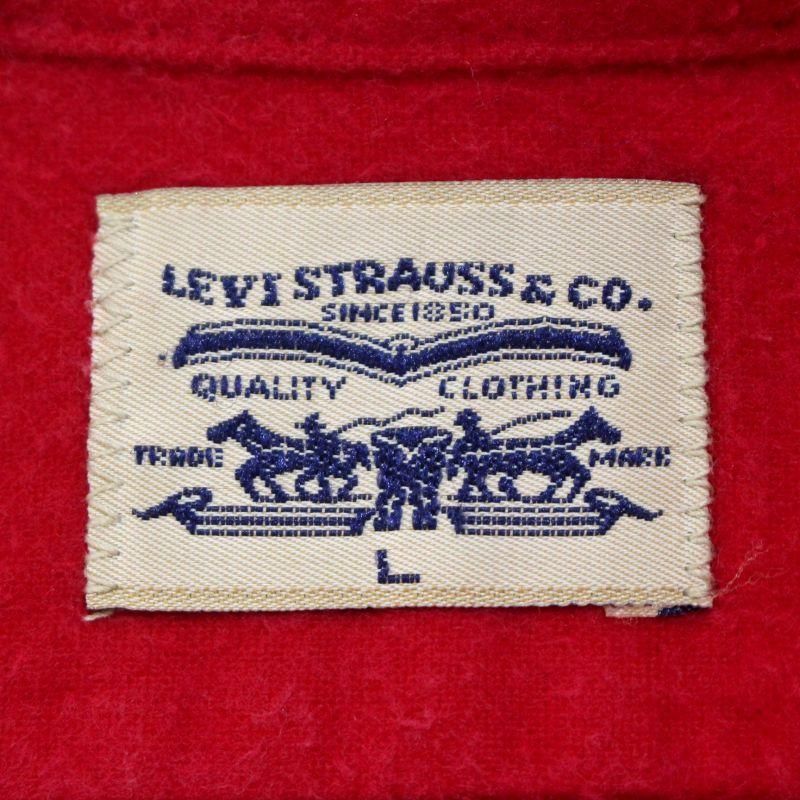 LEVI STRAUSS & CO.
SINCE 1850
QUALITY CLOTHING
TRADE MARK
L